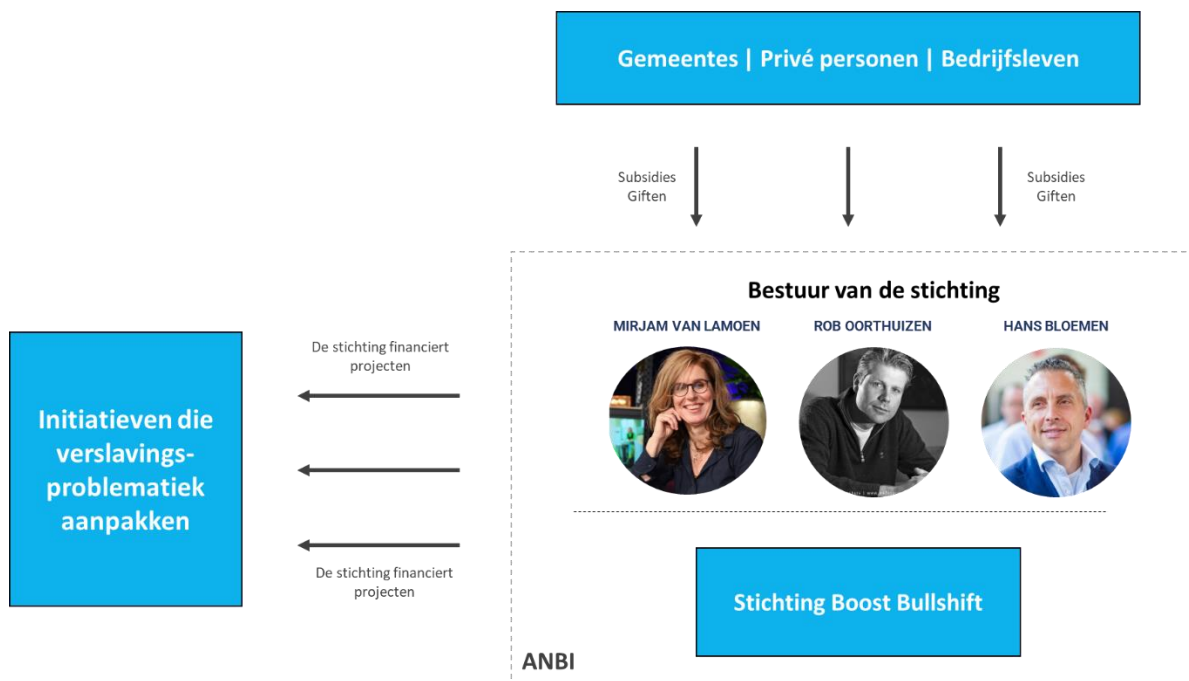 Gemeentes | Privé personen | Bedrijfsleven
Subsidies
Giften
Subsidies
Giften
Bestuur van de stichting
MIRJAM VAN LAMOEN
ROB OORTHUIZEN
HANS BLOEMEN
De stichting financiert
projecten
Initiatieven die
verslavings-
problematiek
aanpakken
De stichting financiert
projecten
Stichting Boost Bullshift
ANBI